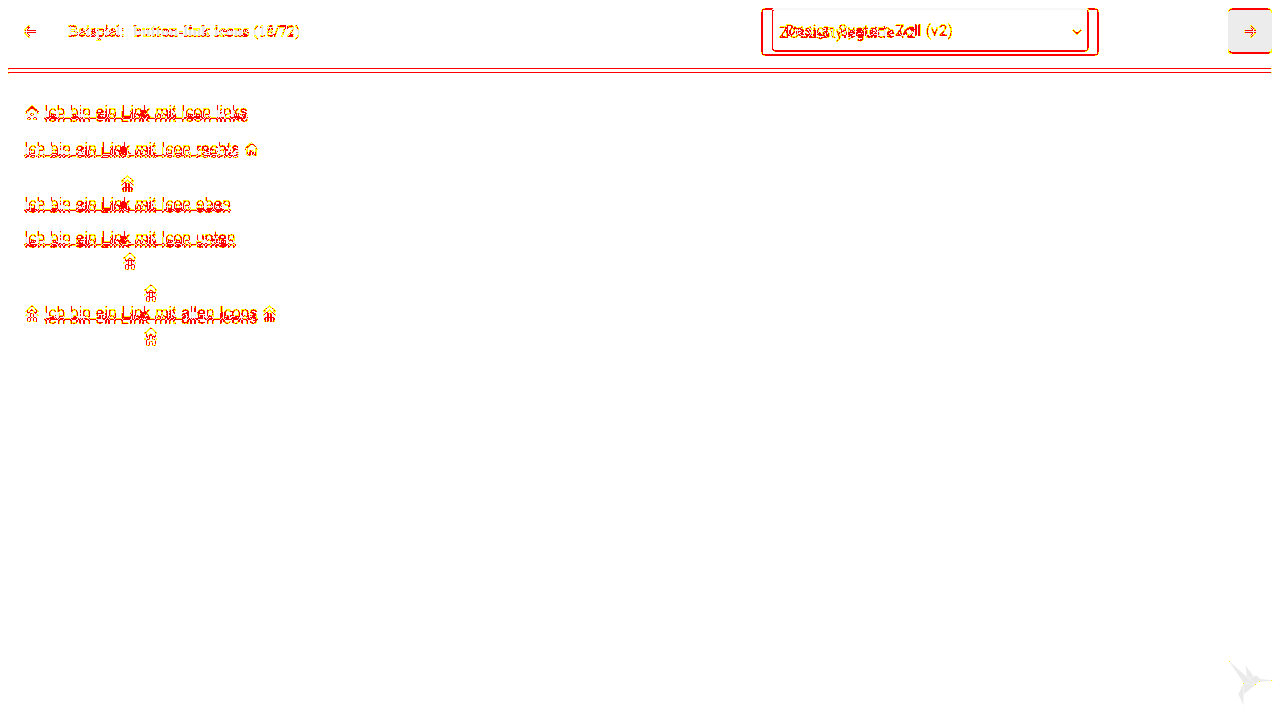 Beispiel: button-link icons (16/72)
Design System Zoll (v2)
Ich bin ein Link mit Icon links
Ich bin ein Link mit Icon rechts
Ich bin ein Link mit Icon oben
Ich bin ein Link mit Icon unten
Ich bin ein Link mit allen Icons